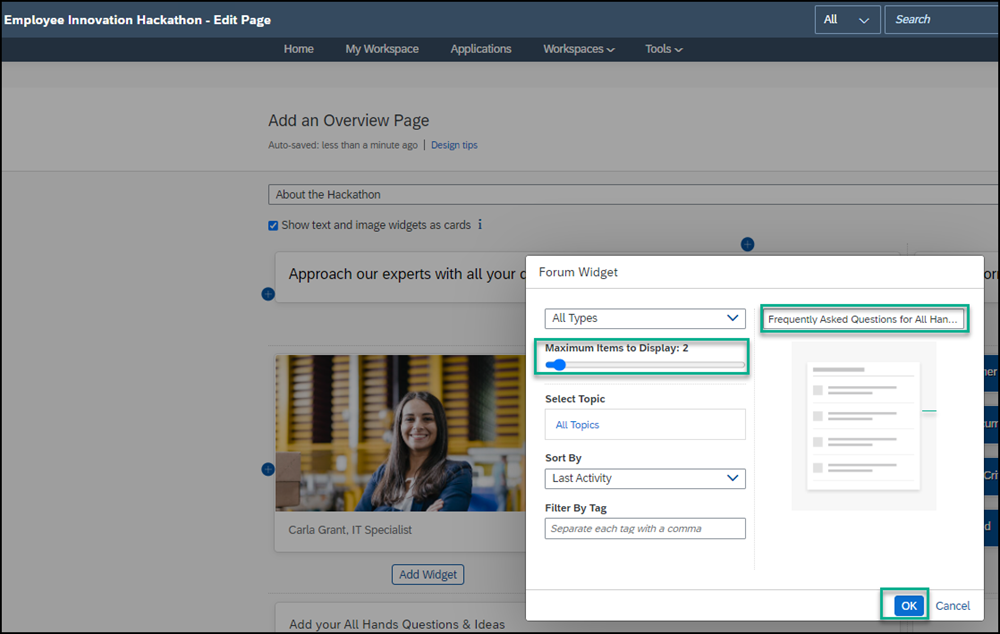 Employee Innovation Hackathon - Edit Page
All
Search
Home
My Workspace
Applications
Workspaces
Tools
Add an Overview Page
Auto-saved: less than a minute ago
Design tips
About the Hackathon
Show text and image widgets as cards
Approach our experts with all your
Forum Widget
All Types
Frequently Asked Questions for All Han...
Maximum Items to Display: 2
Select Topic
All Topics
Sort By
Last Activity
Filter By Tag
Separate each tag with a comma
Carla Grant, IT Specialist
Add Widget
OK
Cancel
Add your All Hands Questions & Ideas